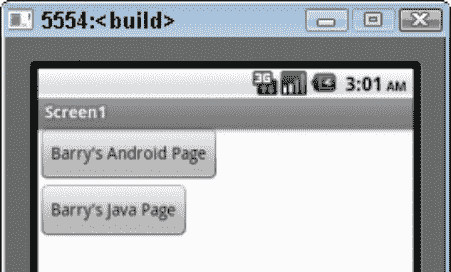 5554:<build>
3G 3:01 AM
Screen1
Barry's Android Page
Barry's Java Page